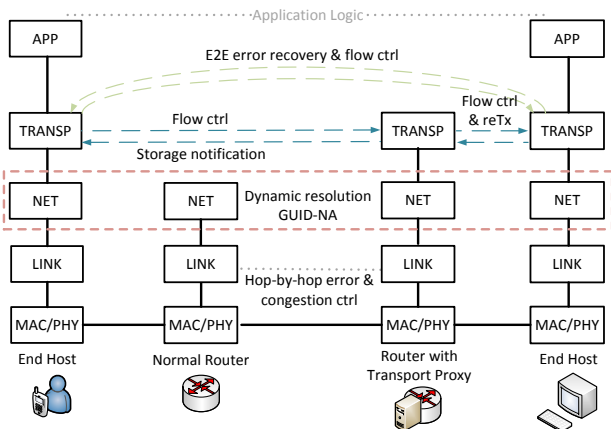 Application Logic
APP
APP
E2E error recovery & flow ctrl
Flow ctrl
Flow ctrl
& reTx
TRANSP
TRANSP
TRANSP
Storage notification
NET
NET
Dynamic resolution
GUID-NA
NET
NET
LINK
LINK
Hop-by-hop error &
congestion ctrl
LINK
LINK
MAC/PHY
MAC/PHY
MAC/PHY
MAC/PHY
End Host
Normal Router
Router with
Transport Proxy
End Host